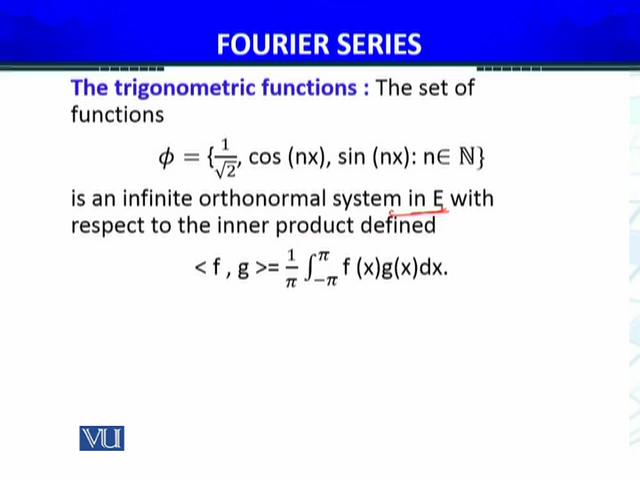 FOURIER SERIES
The trigonometric functions : The set of
functions
ϕ = {1/√2, cos (nx), sin (nx): n∈ ℕ}
is an infinite orthonormal system in E with
respect to the inner product defined
< f , g >= 1/π ∫_{−π}^{π} f (x)g(x)dx.
VU